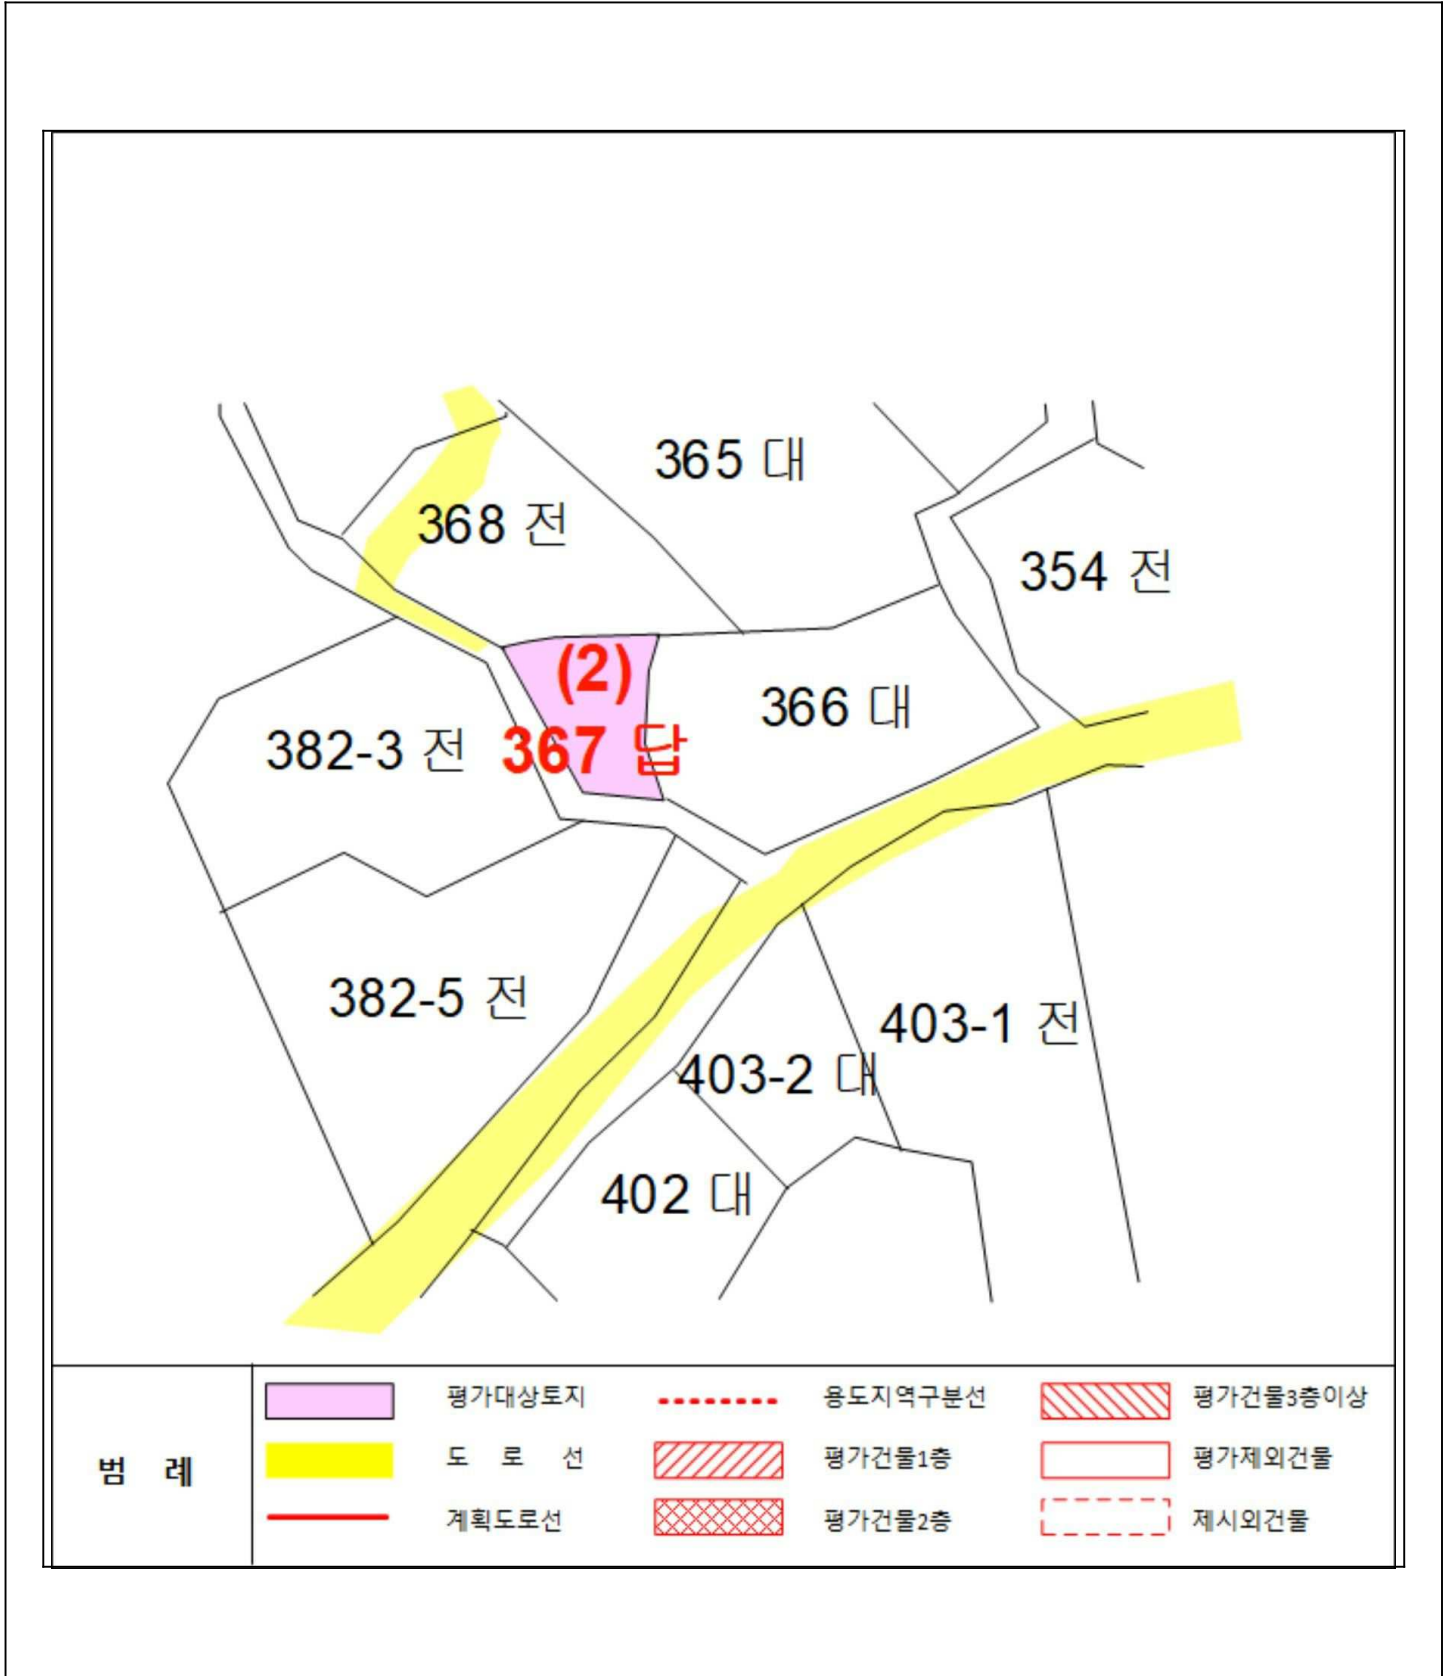 365 대
368 전
354 전
(2)
366 대
382-3 전
367 답
382-5 전
403-1 전
403-2 대
402 대
범 례
평가대상토지
용도지역구분선
평가건물3층이상
도 로 선
평가건물1층
평가제외건물
계획도로선
평가건물2층
제시외건물